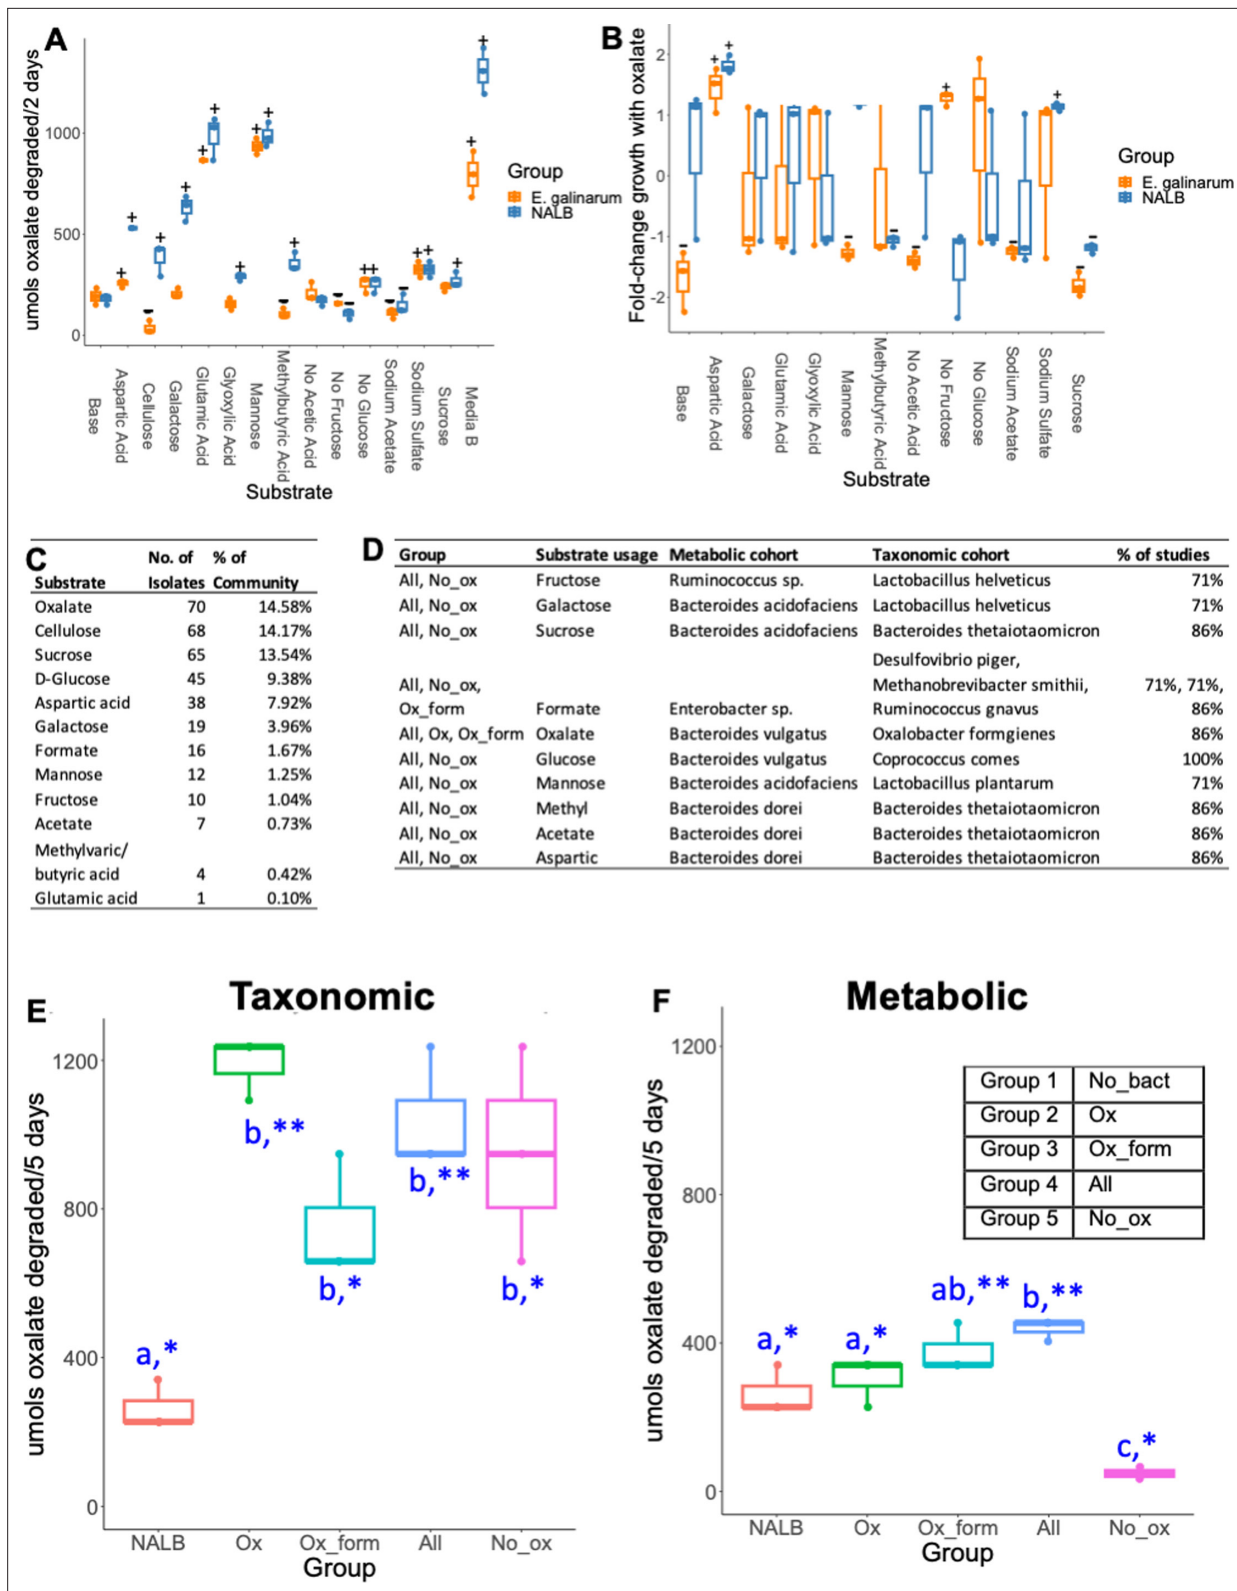 A
umols oxalate degraded/2 days
1000
500
0
Base
Aspartic Acid
Cellulose
Galactose
Glutamic Acid
Glyoxylic Acid
Mannose
Methylbutyric Acid
No Acetic Acid
No Fructose
No Glucose
Sodium Acetate
Sodium Sulfate
Sucrose
Media B
Substrate
Group
E. galinarum
NALB
B
Fold-change growth with oxalate
2
1
0
-1
-2
Base
Aspartic Acid
Galactose
Glutamic Acid
Glyoxylic Acid
Mannose
Methylbutyric Acid
No Acetic Acid
No Fructose
No Glucose
Sodium Acetate
Sodium Sulfate
Sucrose
Substrate
Group
E. galinarum
NALB
C
No. of % of
Substrate Isolates Community
Oxalate 70 14.58%
Cellulose 68 14.17%
Sucrose 65 13.54%
D-Glucose 45 9.38%
Aspartic acid 38 7.92%
Galactose 19 3.96%
Formate 16 1.67%
Mannose 12 1.25%
Fructose 10 1.04%
Acetate 7 0.73%
Methylvaric/
butyric acid 4 0.42%
Glutamic acid 1 0.10%
D
Group Substrate usage Metabolic cohort Taxonomic cohort % of studies
All, No_ox Fructose Ruminococcus sp. Lactobacillus helveticus 71%
All, No_ox Galactose Bacteroides acidofaciens Lactobacillus helveticus 71%
All, No_ox Sucrose Bacteroides acidofaciens Bacteroides thetaiotaomicron 86%
Desulfovibrio piger,
All, No_ox, Methanobrevibacter smithii, 71%, 71%,
Ox_form Formate Enterobacter sp. Ruminococcus gnavus 86%
All, Ox, Ox_form Oxalate Bacteroides vulgatus Oxalobacter formgienes 86%
All, No_ox Glucose Bacteroides vulgatus Coprococcus comes 100%
All, No_ox Mannose Bacteroides acidofaciens Lactobacillus plantarum 71%
All, No_ox Methyl Bacteroides dorei Bacteroides thetaiotaomicron 86%
All, No_ox Acetate Bacteroides dorei Bacteroides thetaiotaomicron 86%
All, No_ox Aspartic Bacteroides dorei Bacteroides thetaiotaomicron 86%
E
Taxonomic
umols oxalate degraded/5 days
1200
800
400
0
a,*
b,**
b,*
b,**
b,*
NALB Ox Ox_form All No_ox
Group
F
Metabolic
umols oxalate degraded/5 days
1200
800
400
0
Group 1 No_bact
Group 2 Ox
Group 3 Ox_form
Group 4 All
Group 5 No_ox
a,*
a,*
ab,**
b,**
c,*
NALB Ox Ox_form All No_ox
Group